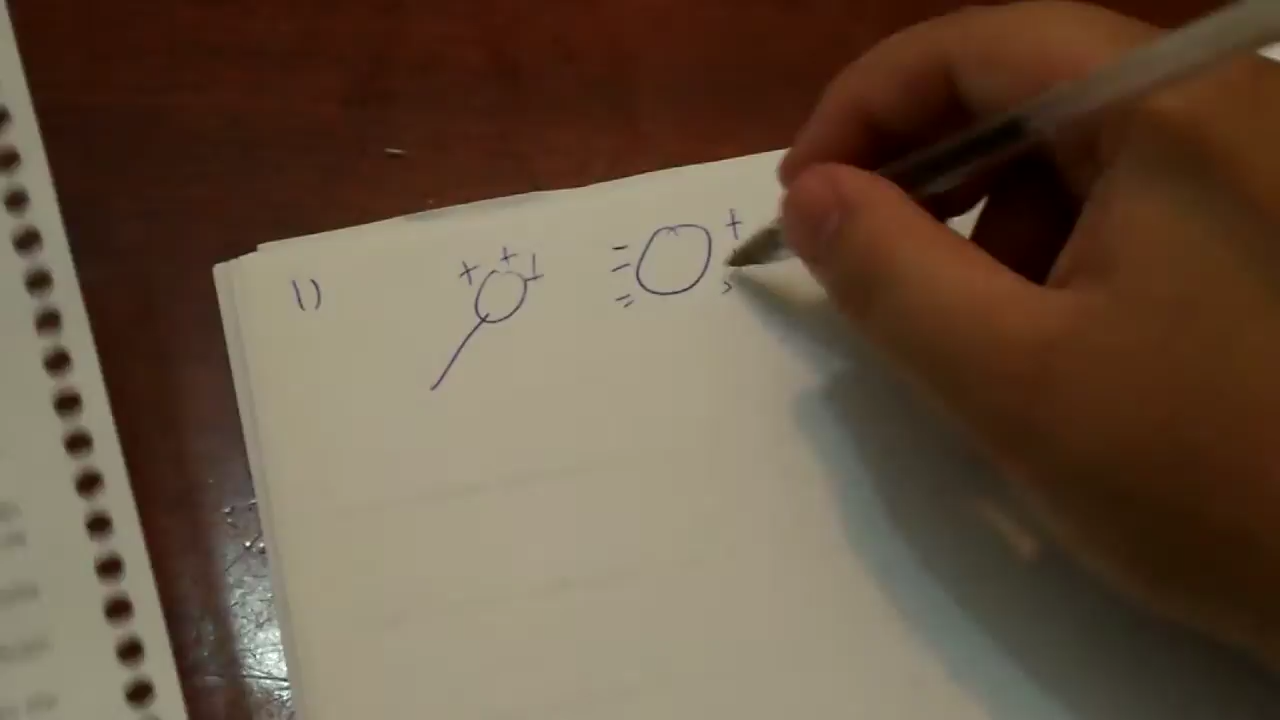 1) + + + - - - +